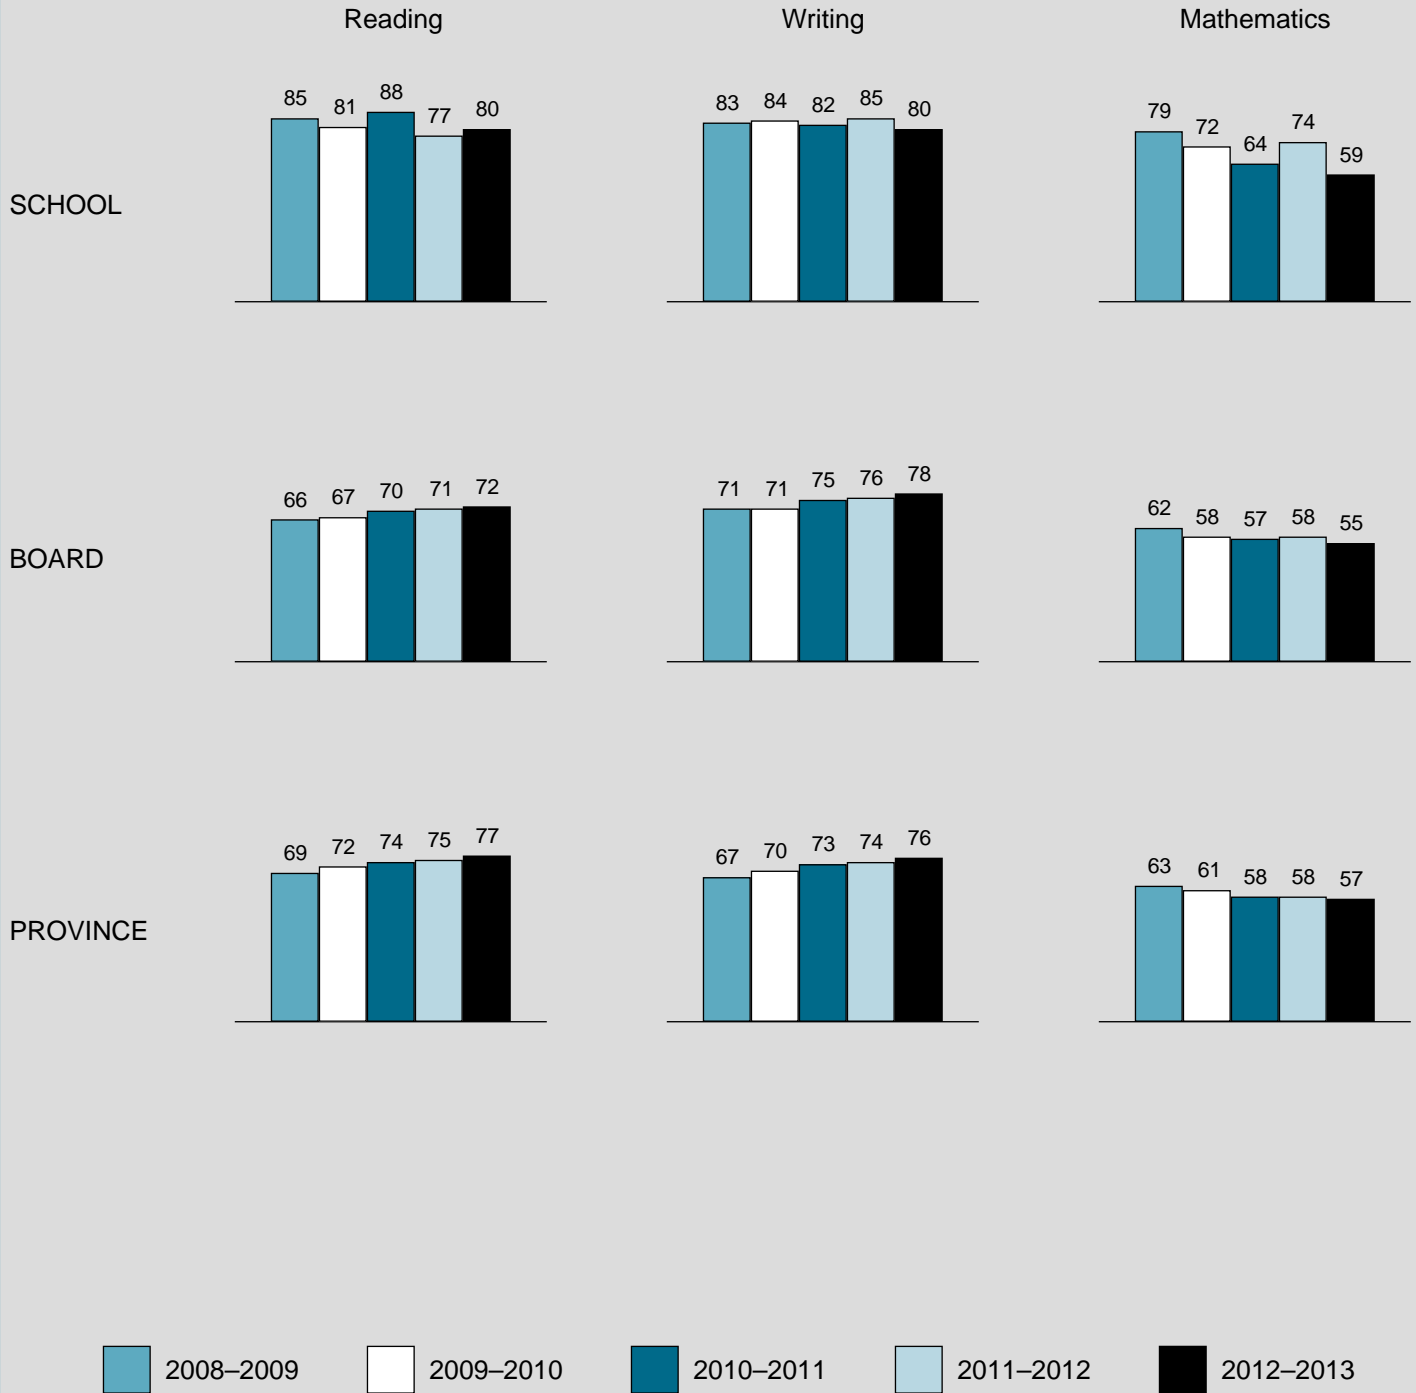 Reading Writing Mathematics
85 81 88 77 80
83 84 82 85 80
79 72 64 74 59
SCHOOL
66 67 70 71 72
71 71 75 76 78
62 58 57 58 55
BOARD
69 72 74 75 77
67 70 73 74 76
63 61 58 58 57
PROVINCE
2008–2009 2009–2010 2010–2011 2011–2012 2012–2013